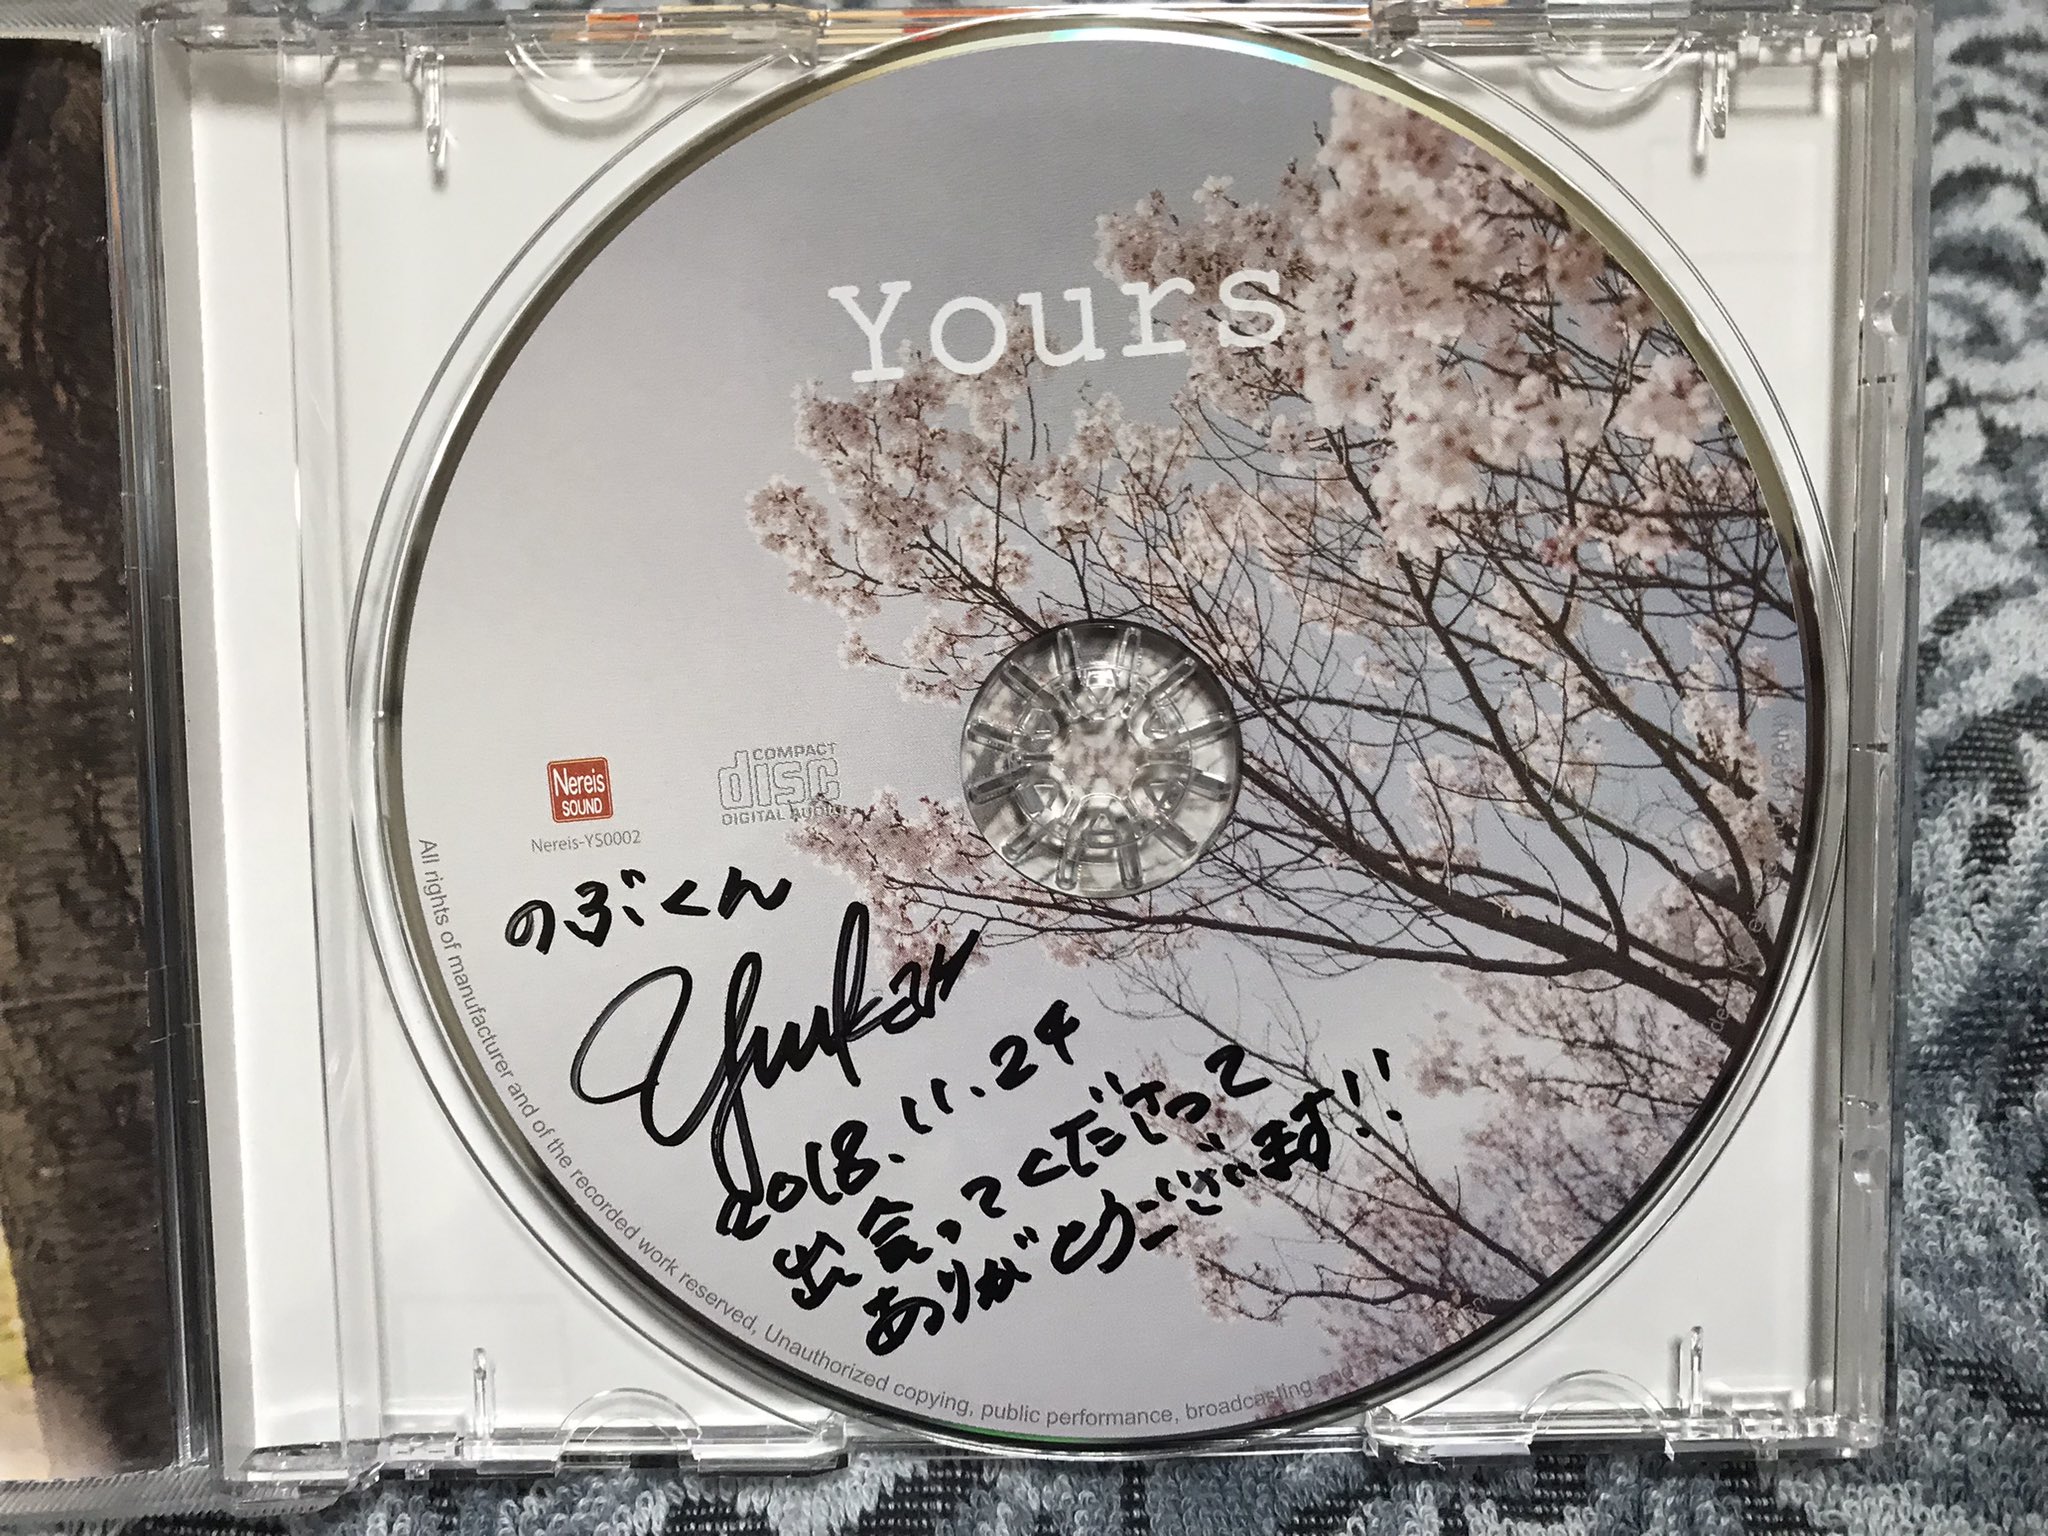 Yours
Nereis
SOUND
Nereis-YS0002
COMPACT
disc
DIGITAL AUDIO
のぶくん
Yuka
2018.11.24
出会ってくださって
ありがとうございます!!
All rights of manufacturer and of the recorded work reserved, Unauthorized copying, public performance, broadcasting and
JAPAN